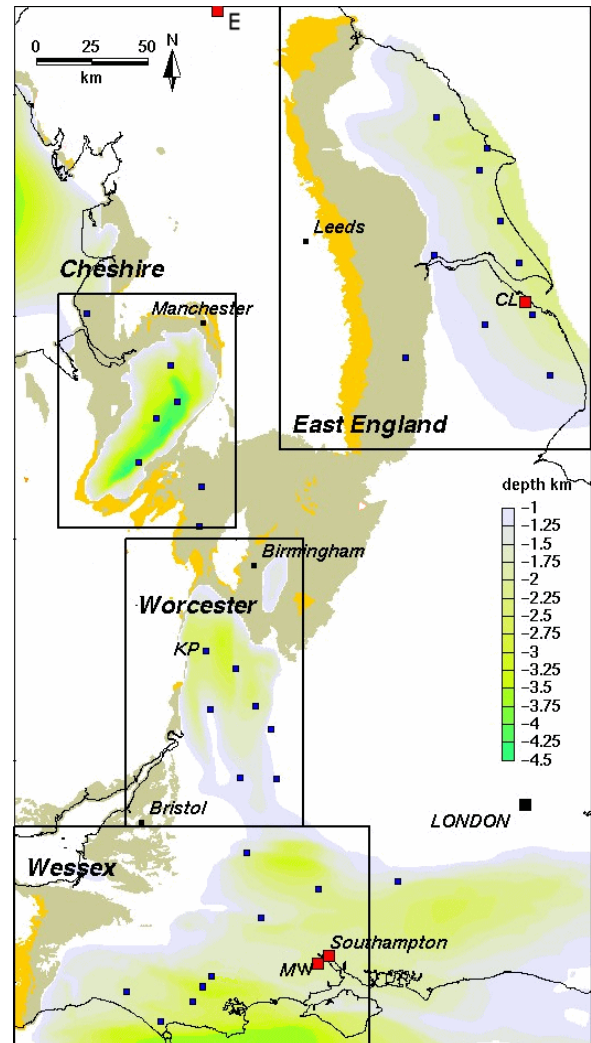 E
0 25 50
km
N
Leeds
Cheshire
Manchester
CL
East England
depth km
-1
-1.25
-1.5
-1.75
-2
-2.25
-2.5
-2.75
-3
-3.25
-3.5
-3.75
-4
-4.25
-4.5
Birmingham
Worcester
KP
LONDON
Bristol
Wessex
Southampton
MW